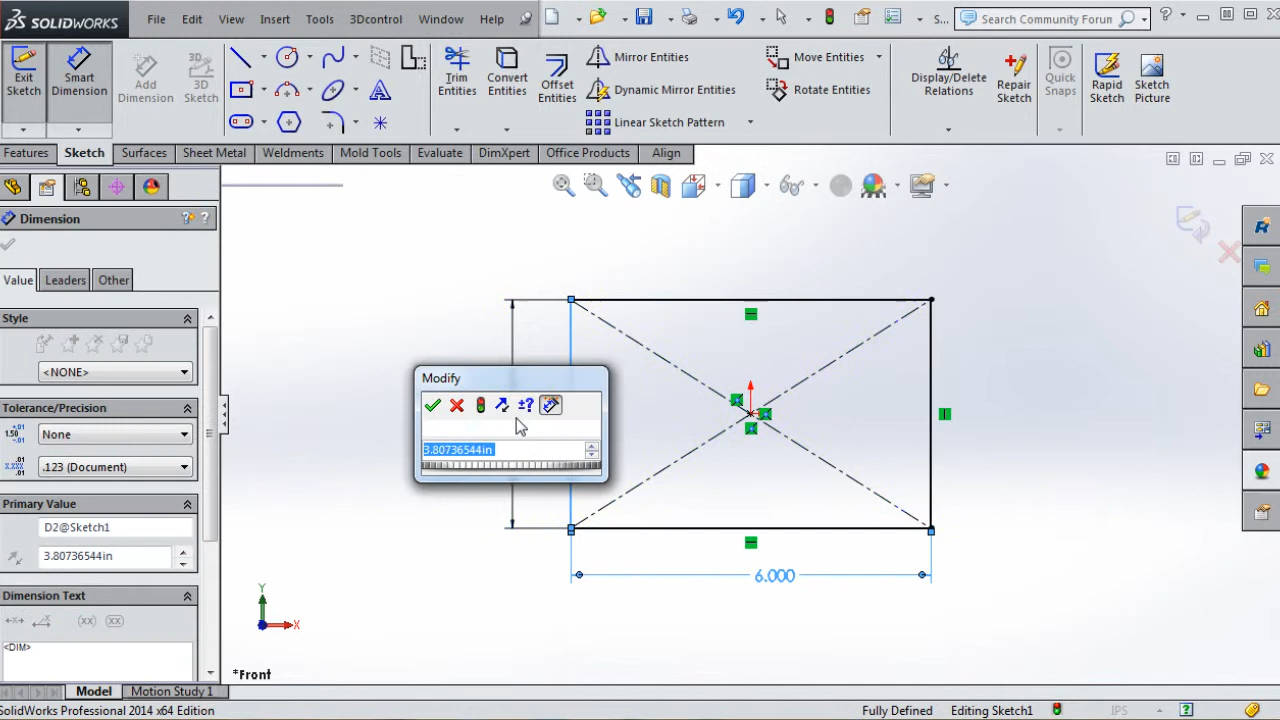 SOLIDWORKS File Edit View Insert Tools 3Dcontrol Window Help S... Search Community Forum ?
Exit Sketch
Smart Dimension
Add Dimension
3D Sketch
Trim Entities
Convert Entities
Offset Entities
Mirror Entities
Dynamic Mirror Entities
Linear Sketch Pattern
Move Entities
Rotate Entities
Display/Delete Relations
Repair Sketch
Quick Snaps
Rapid Sketch
Sketch Picture
Features Sketch Surfaces Sheet Metal Weldments Mold Tools Evaluate DimXpert Office Products Align
Dimension
Value Leaders Other
Style
<NONE>
Tolerance/Precision
None
.123 (Document)
Primary Value
D2@Sketch1
3.80736544in
Dimension Text
<DIM>
Modify
3.80736544in
6.000
Y
X
*Front
Model Motion Study 1
SolidWorks Professional 2014 x64 Edition Fully Defined Editing Sketch1 IPS